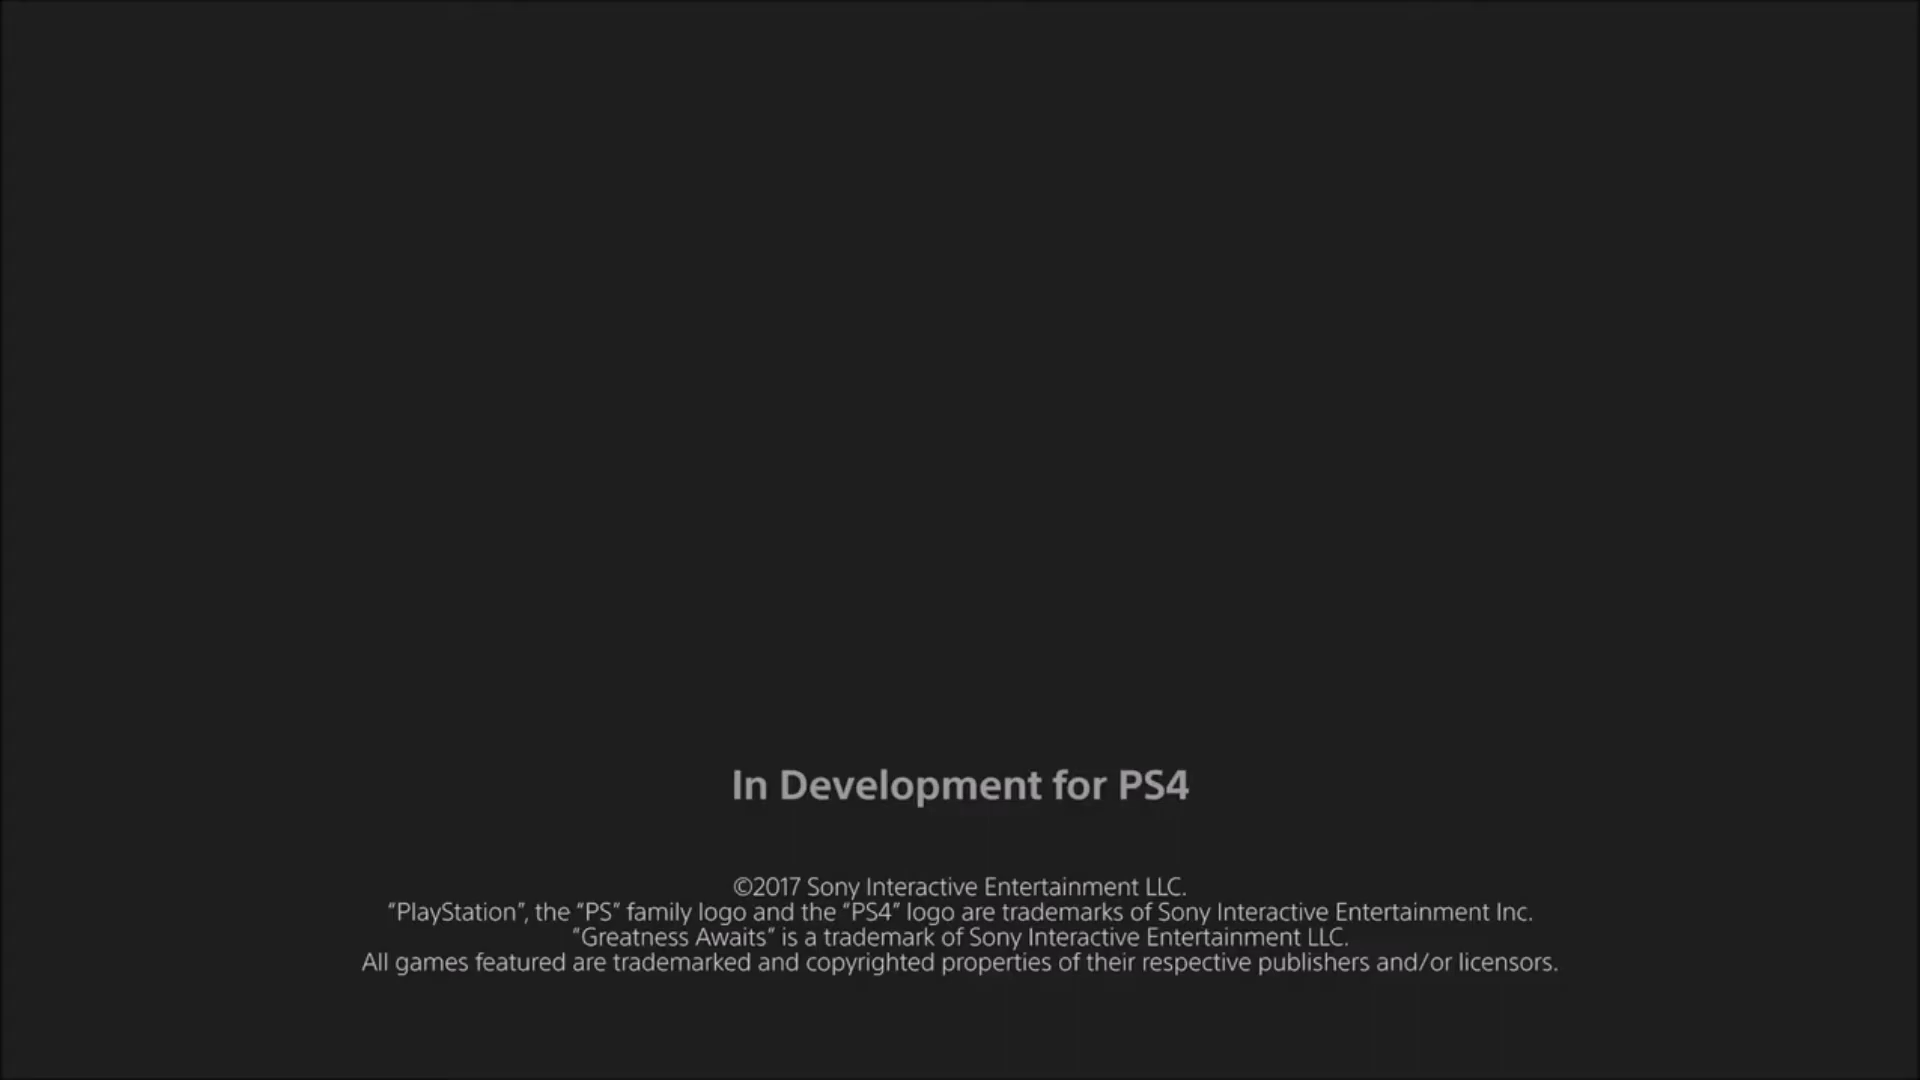 In Development for PS4
©2017 Sony Interactive Entertainment LLC.
“PlayStation”, the “PS” family logo and the “PS4” logo are trademarks of Sony Interactive Entertainment Inc.
“Greatness Awaits” is a trademark of Sony Interactive Entertainment LLC.
All games featured are trademarked and copyrighted properties of their respective publishers and/or licensors.